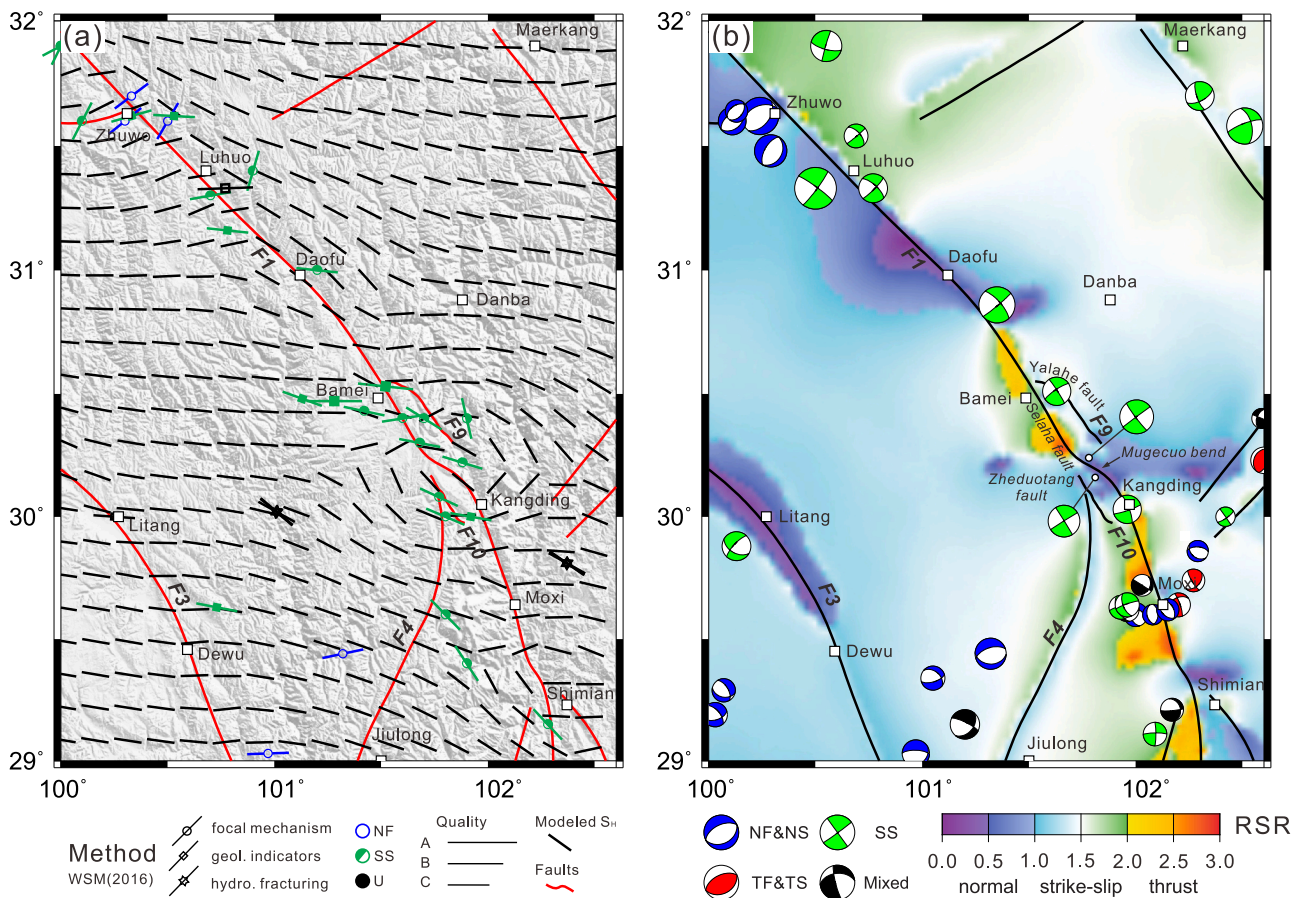 (a)
32˚
31˚
30˚
29˚
100˚
101˚
102˚
Maerkang
Zhuwo
Luhuo
F1
Daofu
Danba
Bamei
F9
Kangding
F10
Litang
F3
F4
Moxi
Dewu
Shimian
Jiulong
Method
WSM(2016)
focal mechanism
geol. indicators
hydro. fracturing
NF
SS
U
Quality
A
B
C
Modeled SH
Faults
(b)
32˚
31˚
30˚
29˚
100˚
101˚
102˚
Maerkang
Zhuwo
Luhuo
F1
Daofu
Danba
Yalahe fault
Bamei
Selaha fault
F9
Mugecuo bend
Zheduotang
fault
Kangding
Litang
F10
F3
Moxi
F4
Dewu
Shimian
Jiulong
NF&NS
SS
TF&TS
Mixed
RSR
0.0 0.5 1.0 1.5 2.0 2.5 3.0
normal strike-slip thrust